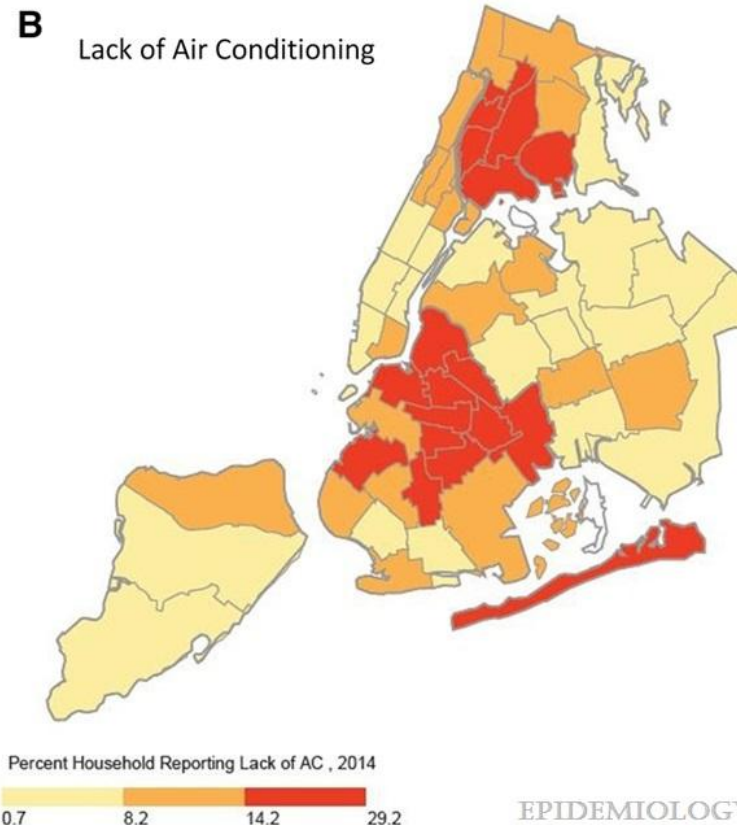 B
Lack of Air Conditioning
Percent Household Reporting Lack of AC , 2014
0.7 8.2 14.2 29.2
EPIDEMIOLOGY